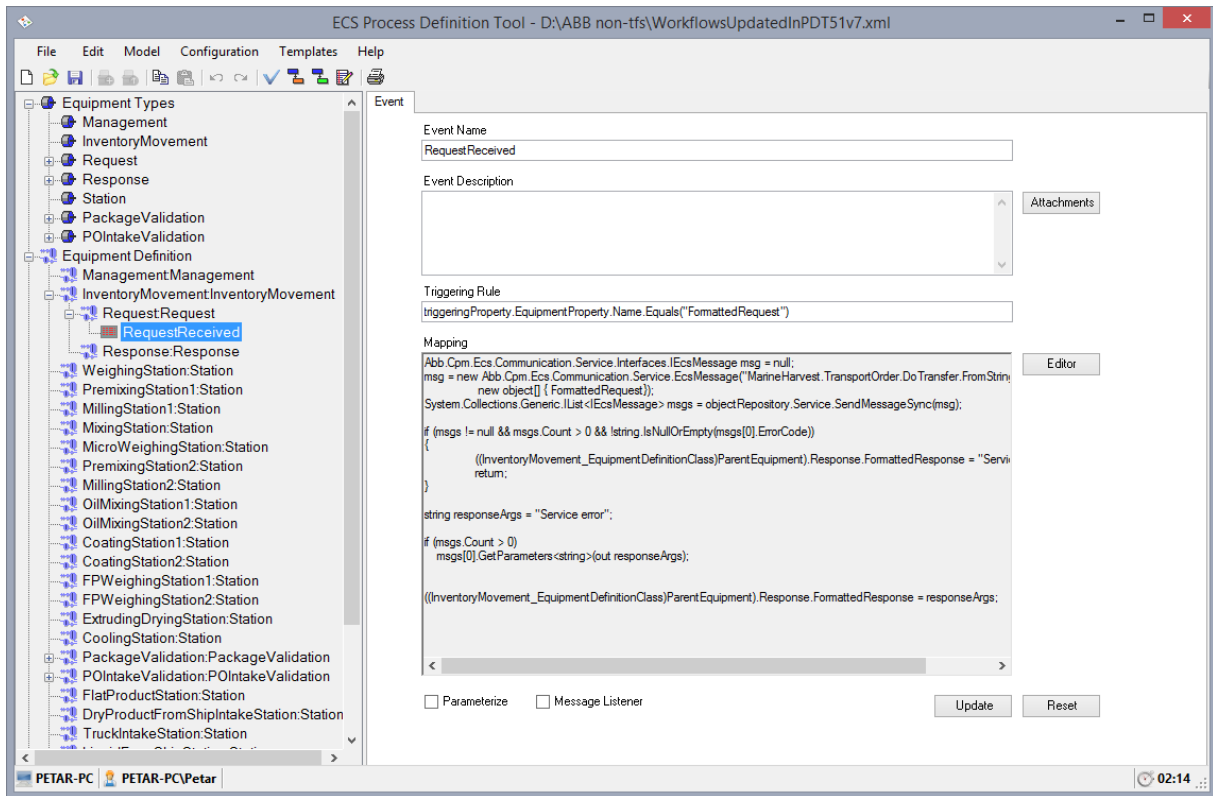 ECS Process Definition Tool - D:\ABB non-tfs\WorkflowsUpdatedInPDT51v7.xml
File Edit Model Configuration Templates Help
Equipment Types
Management
InventoryMovement
Request
Response
Station
PackageValidation
POIntakeValidation
Equipment Definition
Management:Management
InventoryMovement:InventoryMovement
Request:Request
RequestReceived
Response:Response
WeighingStation:Station
PremixingStation1:Station
MillingStation1:Station
MixingStation:Station
MicroWeighingStation:Station
PremixingStation2:Station
MillingStation2:Station
OilMixingStation1:Station
OilMixingStation2:Station
CoatingStation1:Station
CoatingStation2:Station
FPWeighingStation1:Station
FPWeighingStation2:Station
ExtrudingDryingStation:Station
CoolingStation:Station
PackageValidation:PackageValidation
POIntakeValidation:POIntakeValidation
FlatProductStation:Station
DryProductFromShipIntakeStation:Station
TruckIntakeStation:Station
Event
Event Name
RequestReceived
Event Description
Attachments
Triggering Rule
triggeringProperty.EquipmentProperty.Name.Equals("FormattedRequest")
Mapping
Editor
Abb.Cpm.Ecs.Communication.Service.Interfaces.IEcsMessage msg = null;
msg = new Abb.Cpm.Ecs.Communication.Service.EcsMessage("MarineHarvest.TransportOrder.DoTransfer.FromString
new object[] { FormattedRequest});
System.Collections.Generic.IList<IEcsMessage> msgs = objectRepository.Service.SendMessageSync(msg);
if (msgs != null && msgs.Count > 0 && !string.IsNullOrEmpty(msgs[0].ErrorCode))
{
((InventoryMovement_EquipmentDefinitionClass)ParentEquipment).Response.FormattedResponse = "Servi
return;
}
string responseArgs = "Service error";
if (msgs.Count > 0)
msgs[0].GetParameters<string>(out responseArgs);
((InventoryMovement_EquipmentDefinitionClass)ParentEquipment).Response.FormattedResponse = responseArgs;
Parameterize Message Listener Update Reset
PETAR-PC PETAR-PC\Petar 02:14